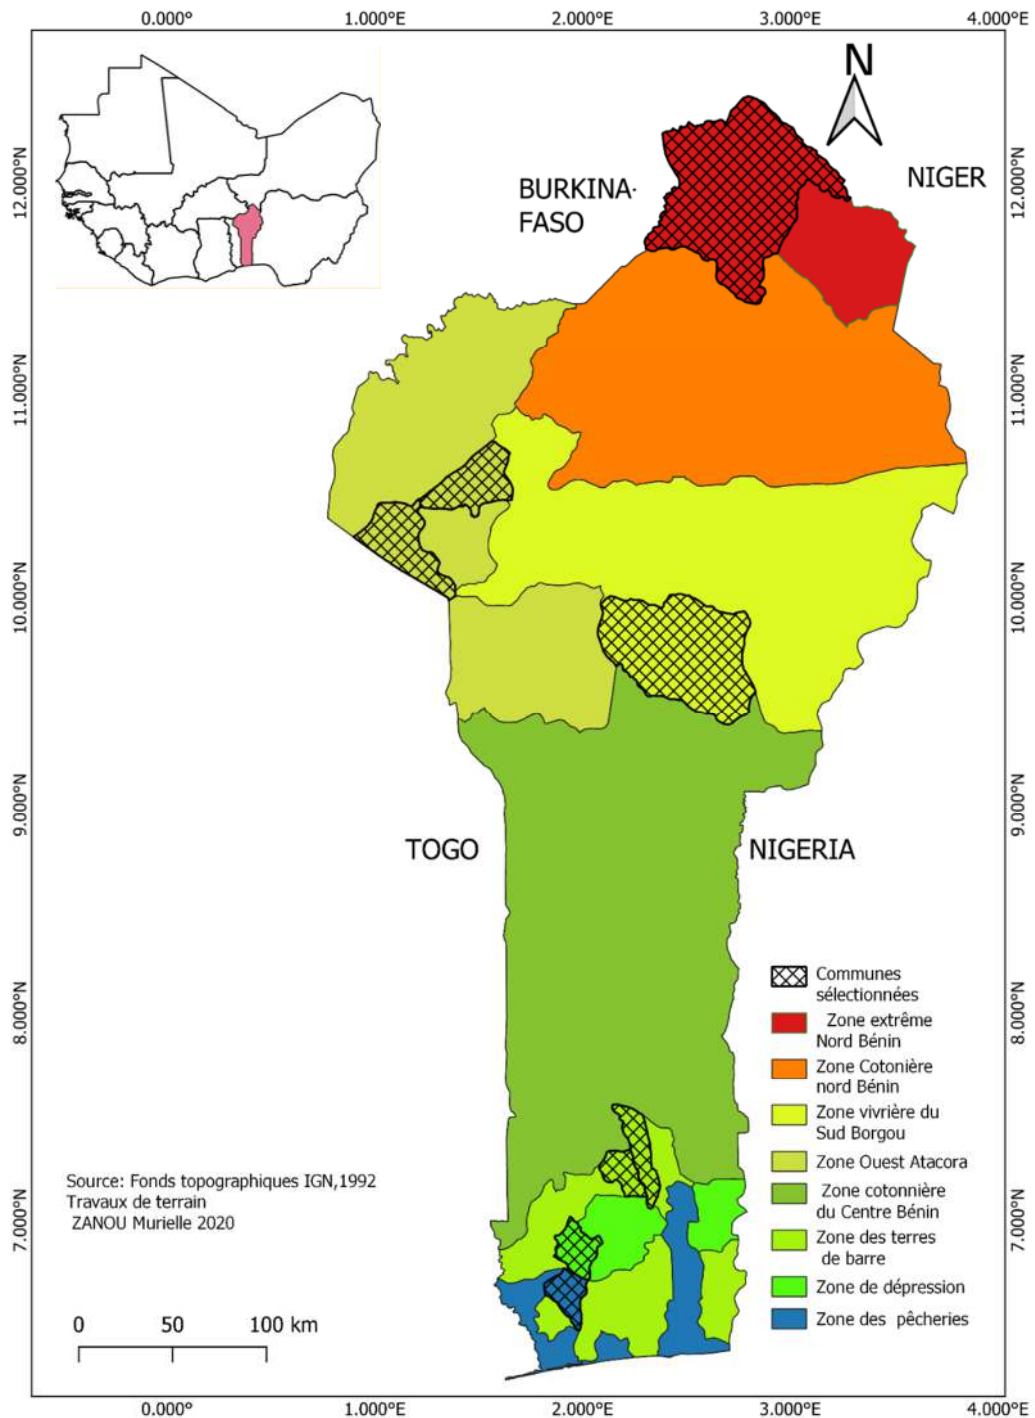 0.000°
1.000°E
2.000°E
3.000°E
4.000°E
N
12.000°N
BURKINA·
FASO
NIGER
12.000°N
11.000°N
11.000°N
10.000°N
10.000°N
9.000°N
TOGO
NIGERIA
9.000°N
8.000°N
8.000°N
Communes
sélectionnées
Zone extrême
Nord Bénin
Zone Cotonière
nord Bénin
Zone vivrière du
Sud Borgou
Zone Ouest Atacora
Zone cotonnière
du Centre Bénin
Zone des terres
de barre
Zone de dépression
Zone des pêcheries
7.000°N
7.000°N
Source: Fonds topographiques IGN,1992
Travaux de terrain
ZANOU Murielle 2020
0 50 100 km
0.000°
1.000°E
2.000°E
3.000°E
4.000°E